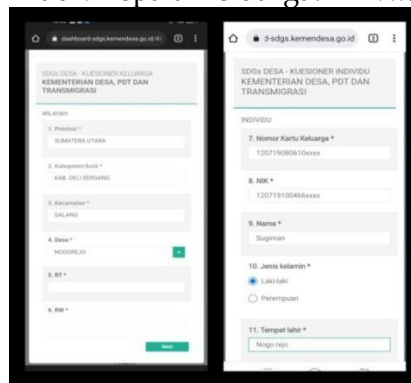 dashboard-sdgs.kemendesa.go.id/#/
SDGs DESA - KUESIONER KELUARGA
KEMENTERIAN DESA, PDT DAN
TRANSMIGRASI
WILAYAH
1. Provinsi *
SUMATERA UTARA
2. Kabupaten/kota *
KAB. DELI SERDANG
3. Kecamatan *
GALANG
4. Desa *
NOGOREJO
5. RT *
6. RW *
Next
d-sdgs.kemendesa.go.id
SDGs DESA - KUESIONER INDIVIDU
KEMENTERIAN DESA, PDT DAN
TRANSMIGRASI
INDIVIDU
7. Nomor Kartu Keluarga *
120719080610xxxx
8. NIK *
120719100466xxxx
9. Nama *
Sugiman
10. Jenis kelamin *
Laki-laki
Perempuan
11. Tempat lahir *
Nogo rejo